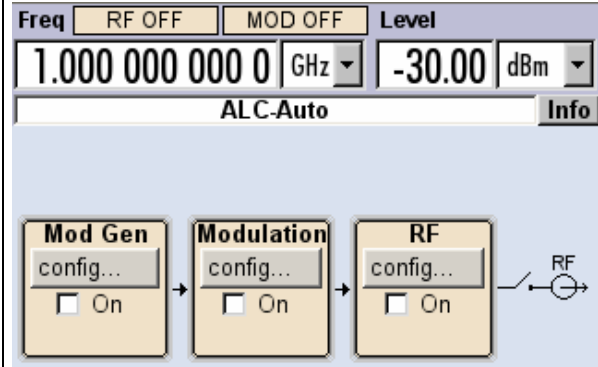 Freq RF OFF MOD OFF Level
1.000 000 000 0 GHz -30.00 dBm
ALC-Auto Info
Mod Gen Modulation RF
config... config... config... RF
On On On